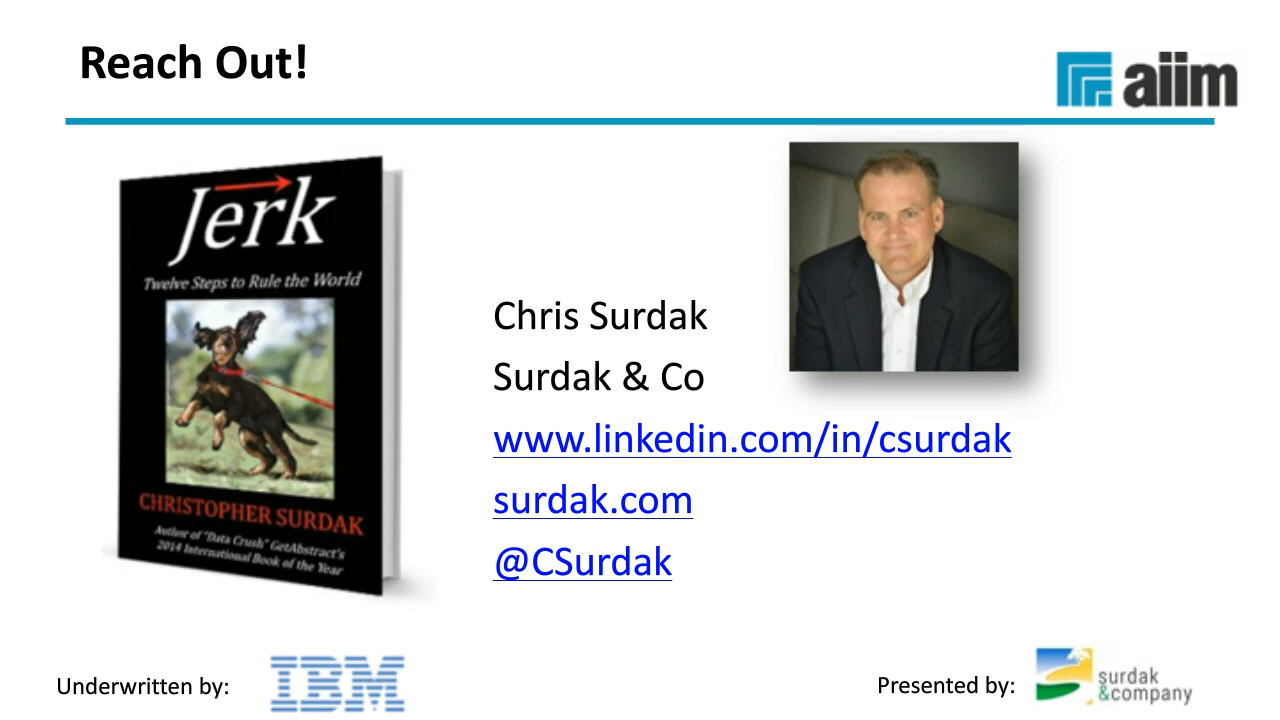 Reach Out!
aiim
Jerk
Twelve Steps to Rule the World
CHRISTOPHER SURDAK
Author of "Data Crush" GetAbstract's
2014 International Book of the Year
Chris Surdak
Surdak & Co
www.linkedin.com/in/csurdak
surdak.com
@CSurdak
Underwritten by:
IBM
Presented by:
surdak
&company